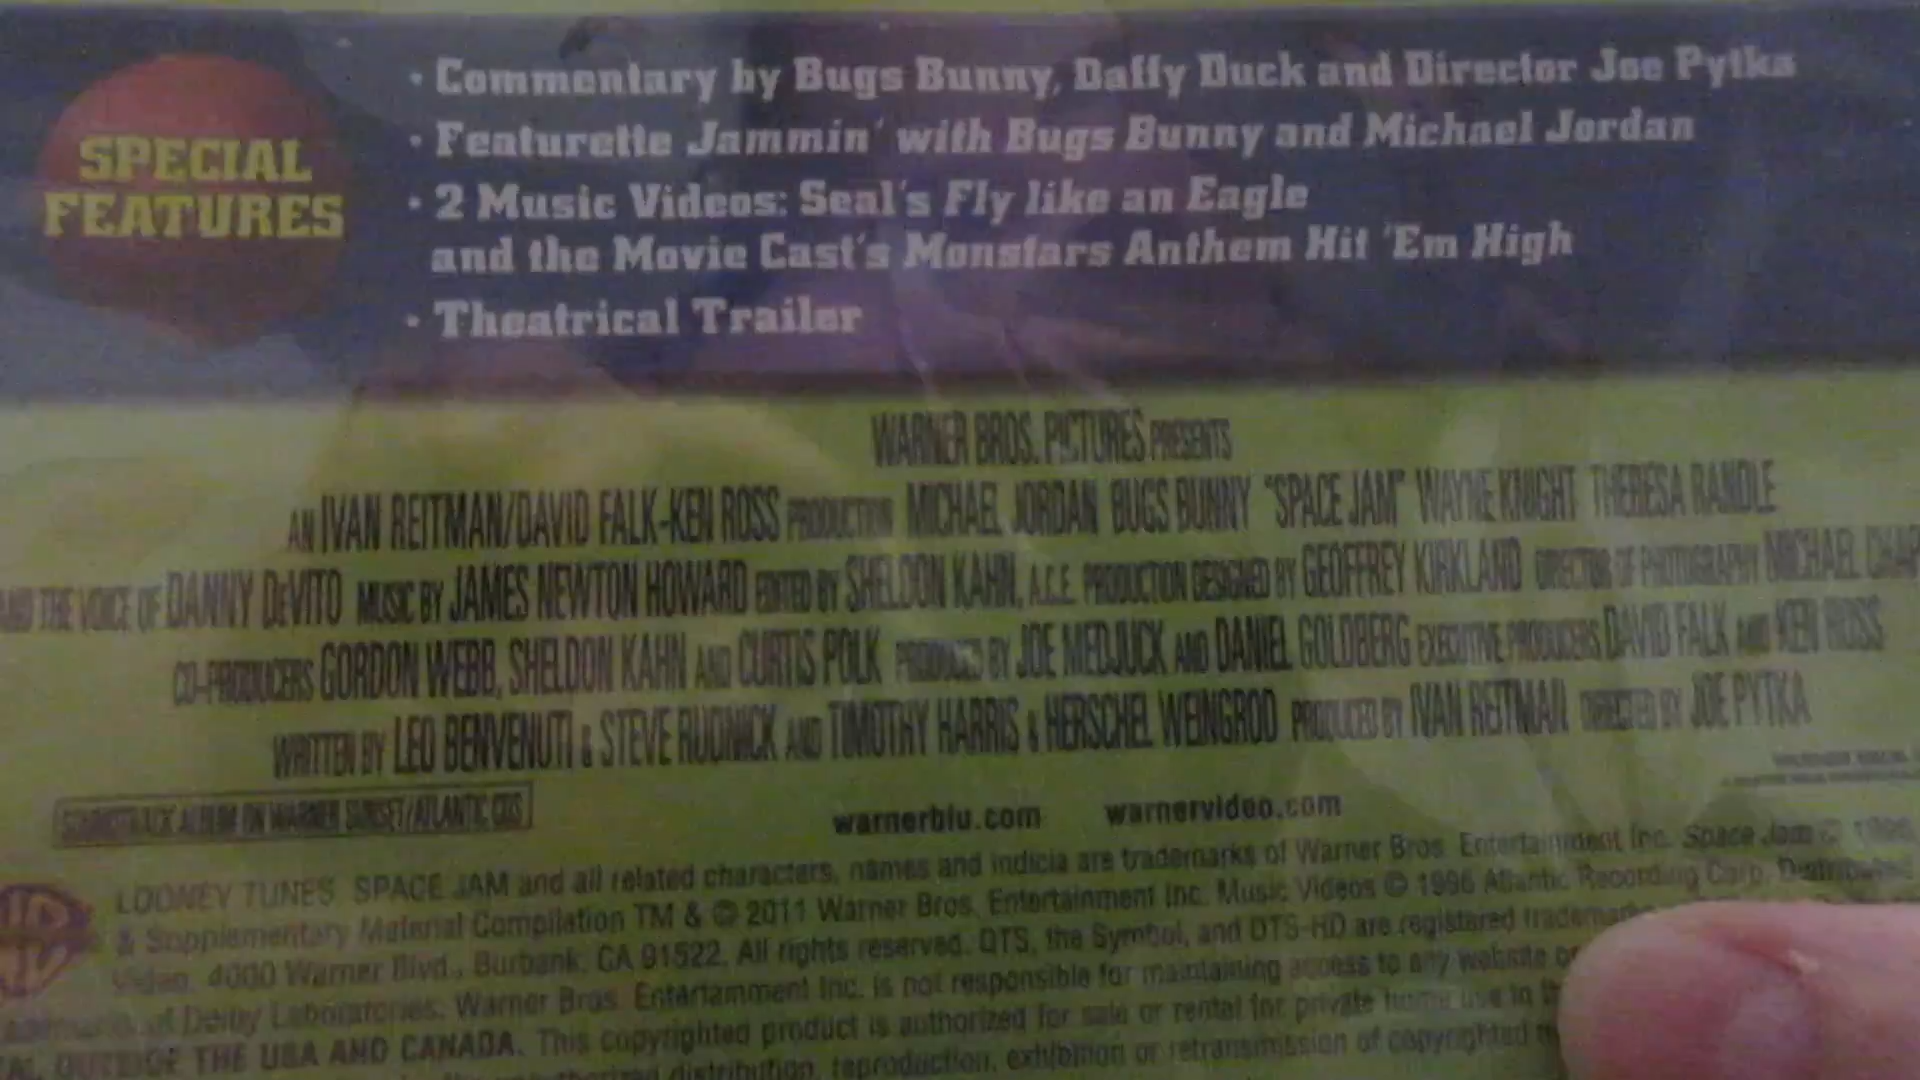 SPECIAL
FEATURES
• Commentary by Bugs Bunny, Daffy Duck and Director Joe Pytka
• Featurette Jammin' with Bugs Bunny and Michael Jordan
• 2 Music Videos: Seal's Fly like an Eagle
and the Movie Cast's Monstars Anthem Hit 'Em High
• Theatrical Trailer
WARNER BROS. PICTURES PRESENTS
AN IVAN REITMAN/DAVID FALK-KEN ROSS PRODUCTION MICHAEL JORDAN BUGS BUNNY "SPACE JAM" WAYNE KNIGHT THERESA RANDLE
AND THE VOICE OF DANNY DeVITO MUSIC BY JAMES NEWTON HOWARD EDITED BY SHELDON KAHN, A.C.E. PRODUCTION DESIGNED BY GEOFFREY KIRKLAND DIRECTOR OF PHOTOGRAPHY MICHAEL CHAP
CO-PRODUCERS GORDON WEBB, SHELDON KAHN AND CURTIS POLK PRODUCED BY JOE MEDJUCK AND DANIEL GOLDBERG EXECUTIVE PRODUCERS DAVID FALK AND KEN ROSS
WRITTEN BY LEO BENVENUTI & STEVE RUDNICK AND TIMOTHY HARRIS & HERSCHEL WEINGROD PRODUCED BY IVAN REITMAN DIRECTED BY JOE PYTKA
SOUNDTRACK ALBUM ON WARNER SUNSET/ATLANTIC CDS
warnerblu.com warnervideo.com
WB
LOONEY TUNES SPACE JAM and all related characters, names and indicia are trademarks of Warner Bros. Entertainment Inc. Space Jam © 1996
& Supplementary Material Compilation TM & © 2011 Warner Bros. Entertainment Inc. Music Videos © 1996 Atlantic Recording Corp. Distributed
Video, 4000 Warner Blvd., Burbank, CA 91522. All rights reserved. DTS, the Symbol, and DTS-HD are registered trademarks
of Dolby Laboratories. Warner Bros. Entertainment Inc. is not responsible for maintaining access to any website
OUTSIDE THE USA AND CANADA. This copyrighted product is authorized for sale or rental for private home use in
distribution, reproduction, exhibition or retransmission of copyrighted